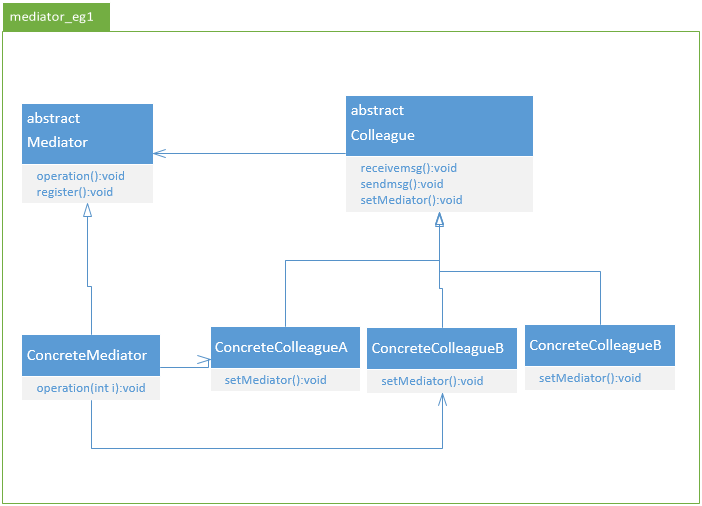 mediator_eg1
abstract
Mediator
operation():void
register():void
abstract
Colleague
receivemsg():void
sendmsg():void
setMediator():void
ConcreteMediator
operation(int i):void
ConcreteColleagueA
setMediator():void
ConcreteColleagueB
setMediator():void
ConcreteColleagueB
setMediator():void